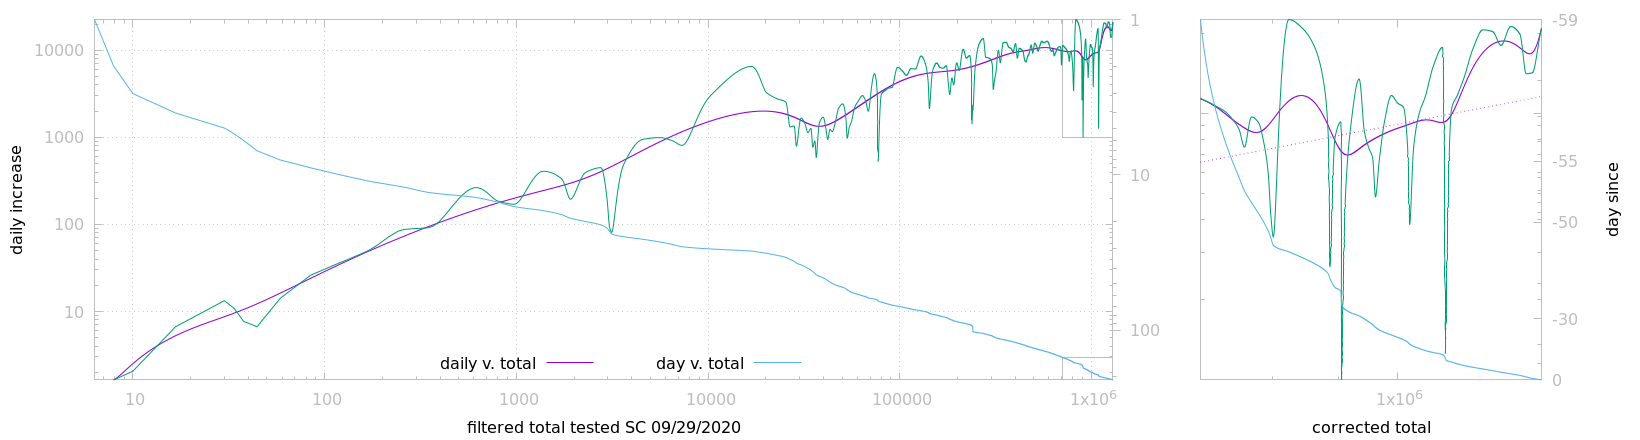 10000
1000
100
10
daily increase
10
100
1000
10000
100000
1x10^6
filtered total tested SC 09/29/2020
daily v. total
day v. total
1
10
100
-59
-55
-50
-30
0
day since
1x10^6
corrected total